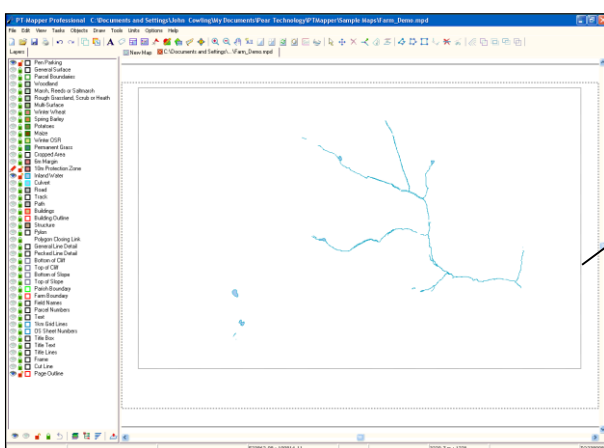 PT Mapper Professional C:\Documents and Settings\John Cowling\My Documents\Pear Technology\PTMapper\Sample Maps\Farm_Demo.mpd
File Edit View Tasks Objects Draw Tools Units Options Help
Layers
New Map C:\Documents and Settings\...\Farm_Demo.mpd
Pen Parking
General Surface
Parcel Boundaries
Woodland
Marsh, Reeds or Saltmarsh
Rough Grassland, Scrub or Heath
Multi Surface
Winter Wheat
Spring Barley
Potatoes
Maize
Winter OSR
Permanent Grass
Cropped Area
6m Margin
10m Protection Zone
Inland Water
Culvert
Road
Track
Path
Buildings
Building Outline
Structure
Pylon
Polygon Closing Link
General Line Detail
Pecked Line Detail
Bottom of Cliff
Top of Cliff
Bottom of Slope
Top of Slope
Parish Boundary
Farm Boundary
Field Names
Parcel Numbers
Text
1km Grid Lines
OS Sheet Numbers
Title Box
Title Text
Title Lines
Frame
Cut Line
Page Outline